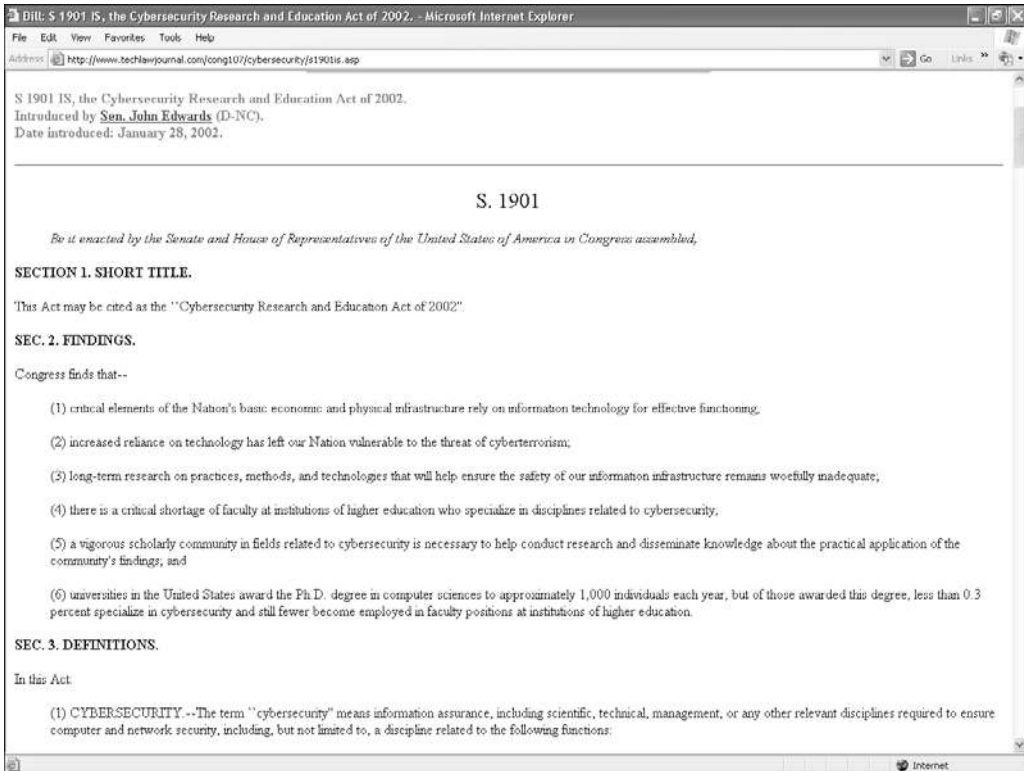 Bill: S 1901 IS, the Cybersecurity Research and Education Act of 2002. - Microsoft Internet Explorer
File Edit View Favorites Tools Help
Address http://www.techlawjournal.com/cong107/cybersecurity/s1901is.asp Go Links »
S 1901 IS, the Cybersecurity Research and Education Act of 2002.
Introduced by Sen. John Edwards (D-NC).
Date introduced: January 28, 2002.
S. 1901
Be it enacted by the Senate and House of Representatives of the United States of America in Congress assembled,
SECTION 1. SHORT TITLE.
This Act may be cited as the ``Cybersecurity Research and Education Act of 2002''.
SEC. 2. FINDINGS.
Congress finds that--
(1) critical elements of the Nation's basic economic and physical infrastructure rely on information technology for effective functioning;
(2) increased reliance on technology has left our Nation vulnerable to the threat of cyberterrorism;
(3) long-term research on practices, methods, and technologies that will help ensure the safety of our information infrastructure remains woefully inadequate;
(4) there is a critical shortage of faculty at institutions of higher education who specialize in disciplines related to cybersecurity;
(5) a vigorous scholarly community in fields related to cybersecurity is necessary to help conduct research and disseminate knowledge about the practical application of the
community's findings; and
(6) universities in the United States award the Ph.D. degree in computer sciences to approximately 1,000 individuals each year, but of those awarded this degree, less than 0.3
percent specialize in cybersecurity and still fewer become employed in faculty positions at institutions of higher education.
SEC. 3. DEFINITIONS.
In this Act:
(1) CYBERSECURITY.--The term ``cybersecurity'' means information assurance, including scientific, technical, management, or any other relevant disciplines required to ensure
computer and network security, including, but not limited to, a discipline related to the following functions:
Internet